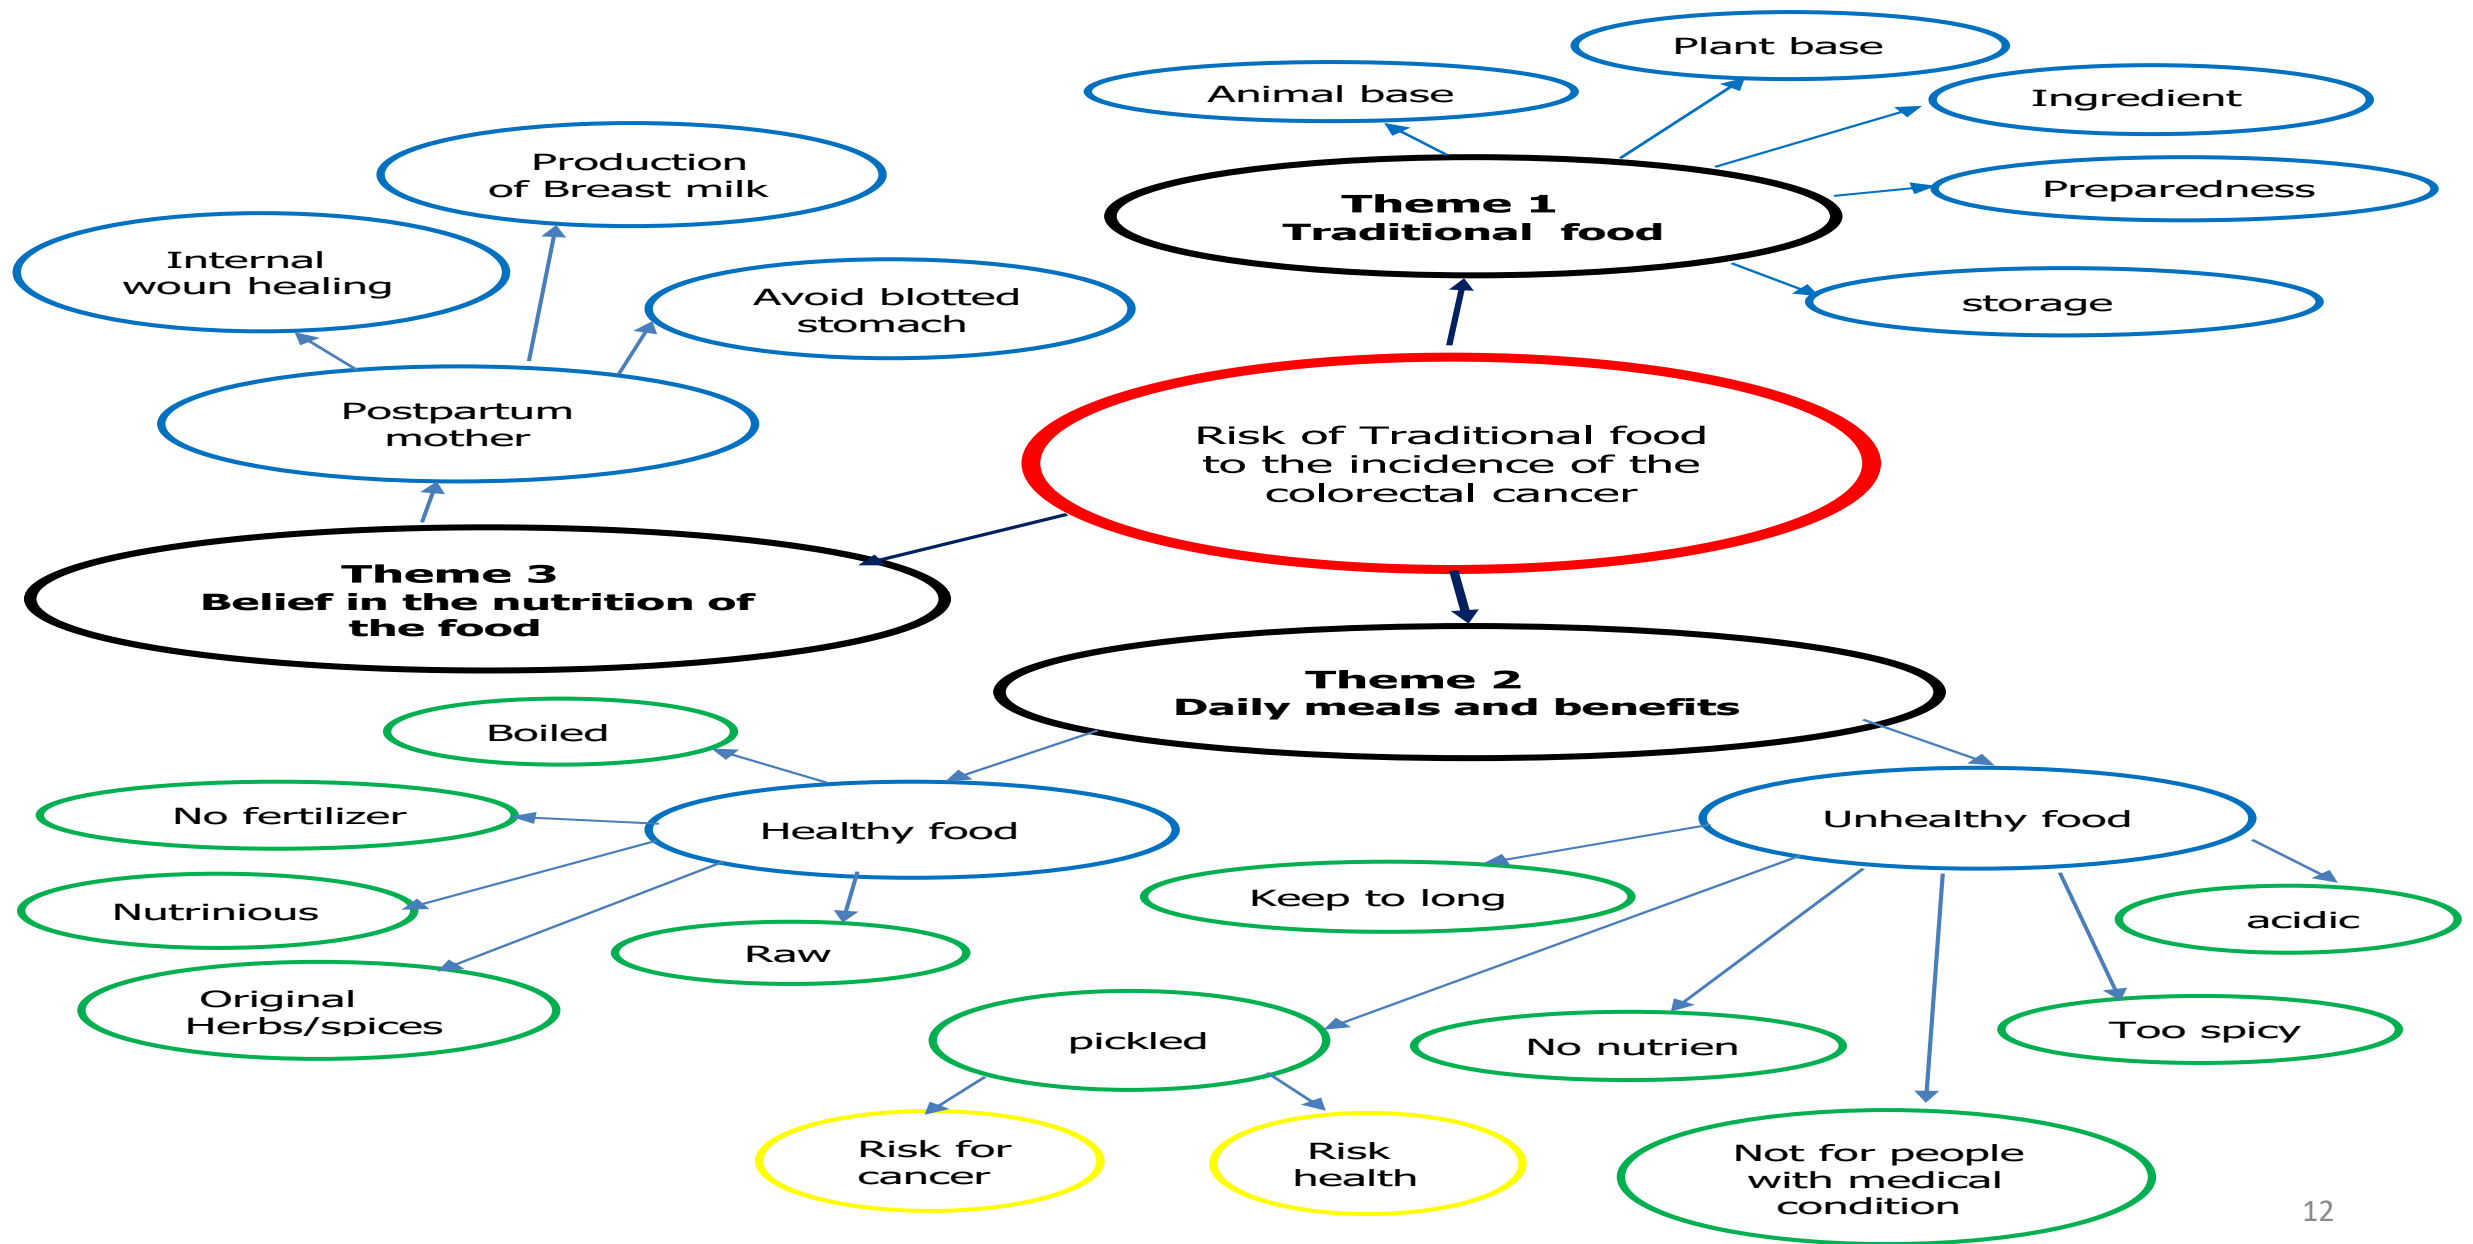 Plant base
Animal base
Ingredient
Production
of Breast milk
Preparedness
Theme 1
Traditional food
Internal
woun healing
Avoid blotted
stomach
storage
Postpartum
mother
Risk of Traditional food
to the incidence of the
colorectal cancer
Theme 3
Belief in the nutrition of
the food
Theme 2
Daily meals and benefits
Boiled
No fertilizer
Healthy food
Unhealthy food
Nutrinious
Keep to long
acidic
Raw
Original
Herbs/spices
pickled
No nutrien
Too spicy
Risk for
cancer
Risk
health
Not for people
with medical
condition
12